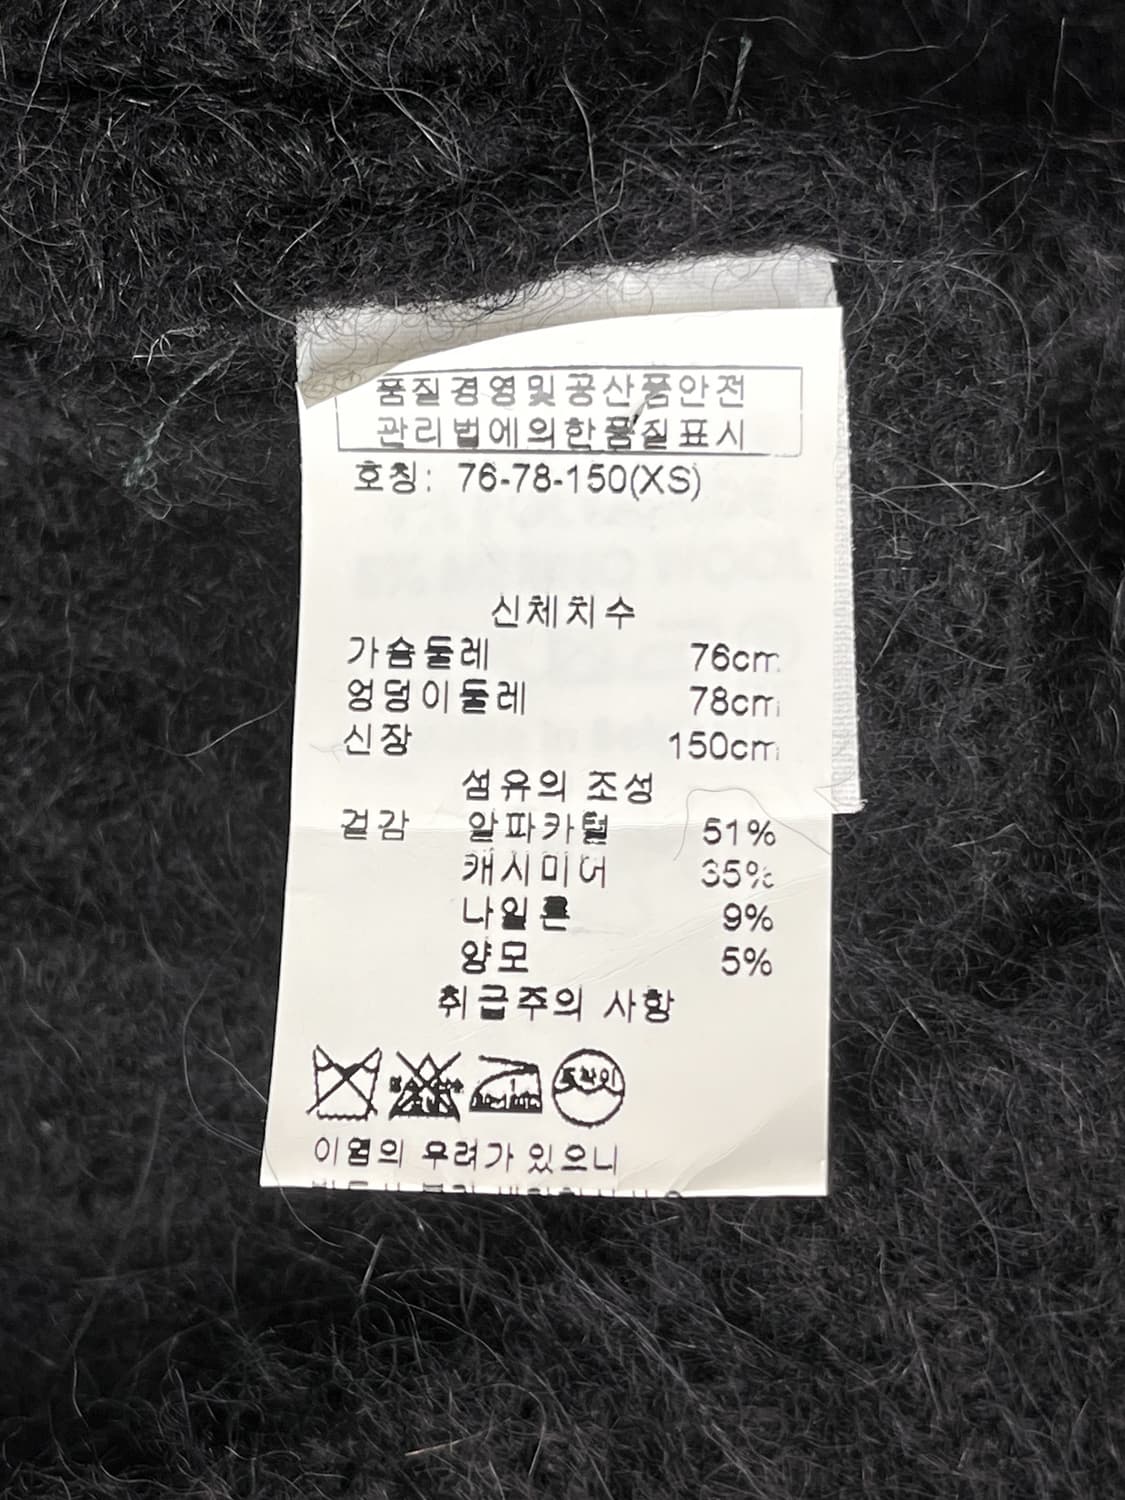 품질경영및공산품안전
관리법에의한품질표시
호칭: 76-78-150(XS)
신체치수
가슴둘레 76cm
엉덩이둘레 78cm
신장 150cm
섬유의 조성
겉감 알파카털 51%
캐시미어 35%
나일론 9%
양모 5%
취급주의 사항
드라이
이염의 우려가 있으니